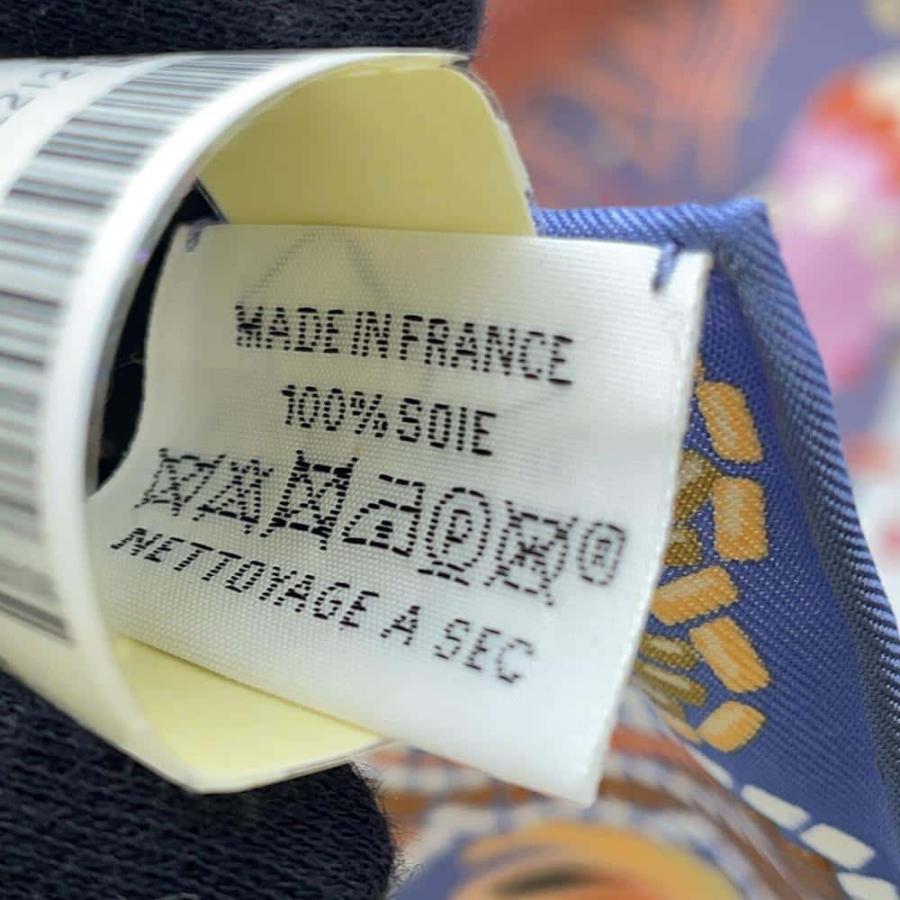 MADE IN FRANCE
100% SOIE
P
NETTOYAGE A SEC